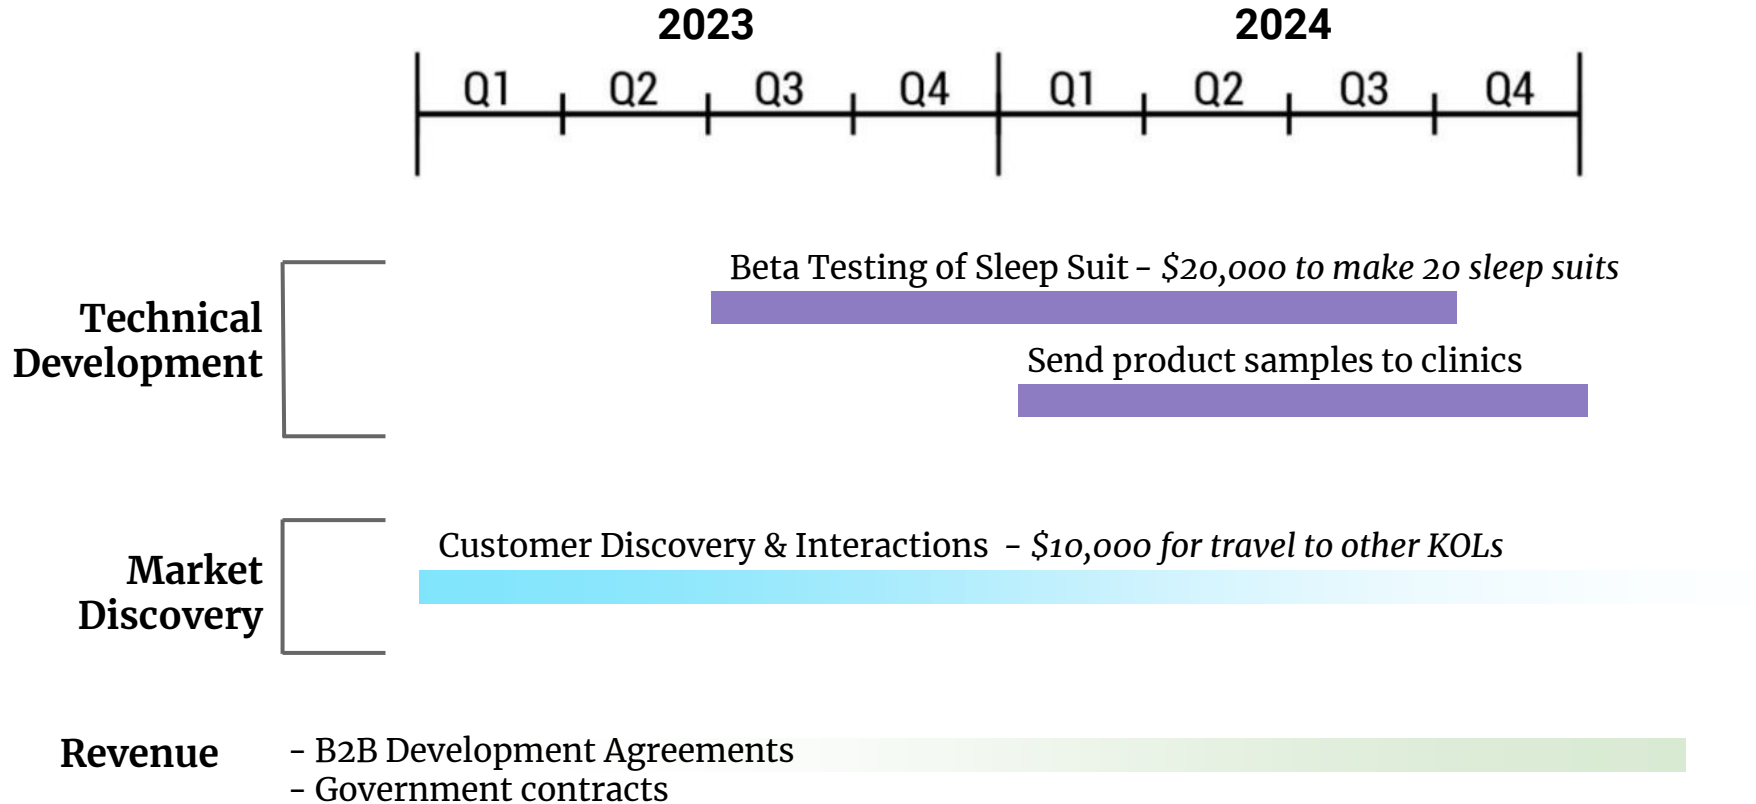 2023 2024
Q1 Q2 Q3 Q4 Q1 Q2 Q3 Q4
Beta Testing of Sleep Suit - $20,000 to make 20 sleep suits
Technical
Development
Send product samples to clinics
Customer Discovery & Interactions - $10,000 for travel to other KOLs
Market
Discovery
Revenue - B2B Development Agreements
- Government contracts